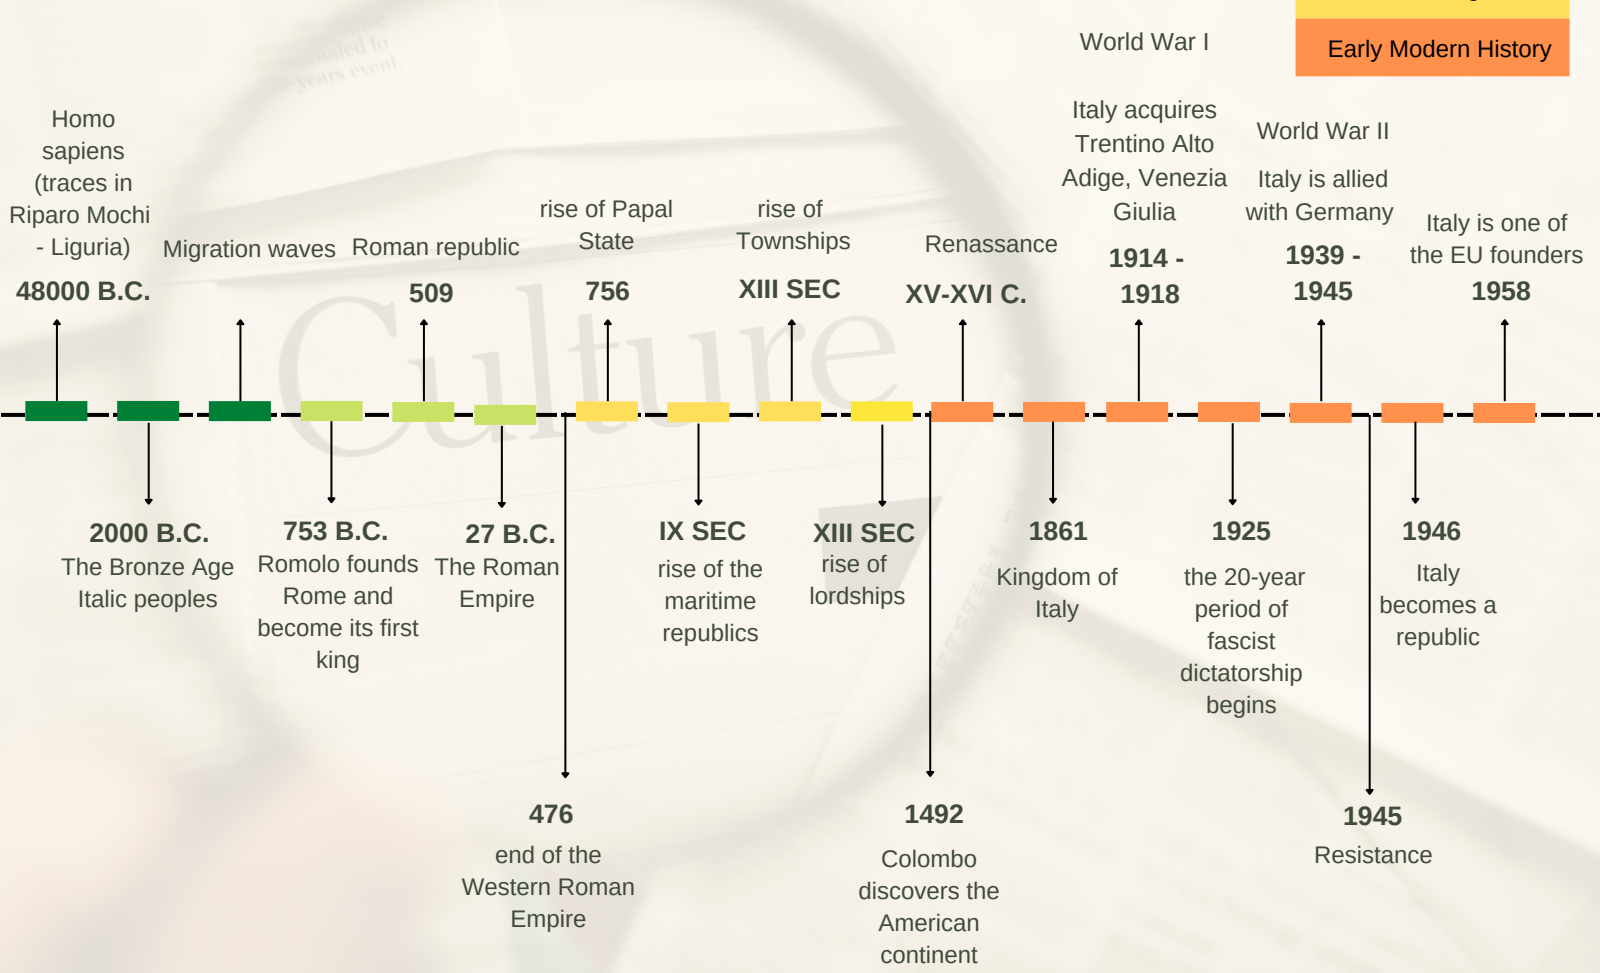 Early Modern History
Homo
sapiens
(traces in
Riparo Mochi
- Liguria)
48000 B.C.
Migration waves
Roman republic
509
rise of Papal
State
756
rise of
Townships
XIII SEC
Renassance
XV-XVI C.
World War I
Italy acquires
Trentino Alto
Adige, Venezia
Giulia
1914 -
1918
World War II
Italy is allied
with Germany
1939 -
1945
Italy is one of
the EU founders
1958
Culture
2000 B.C.
The Bronze Age
Italic peoples
753 B.C.
Romolo founds
Rome and
become its first
king
27 B.C.
The Roman
Empire
IX SEC
rise of the
maritime
republics
XIII SEC
rise of
lordships
1861
Kingdom of
Italy
1925
the 20-year
period of
fascist
dictatorship
begins
1946
Italy
becomes a
republic
476
end of the
Western Roman
Empire
1492
Colombo
discovers the
American
continent
1945
Resistance